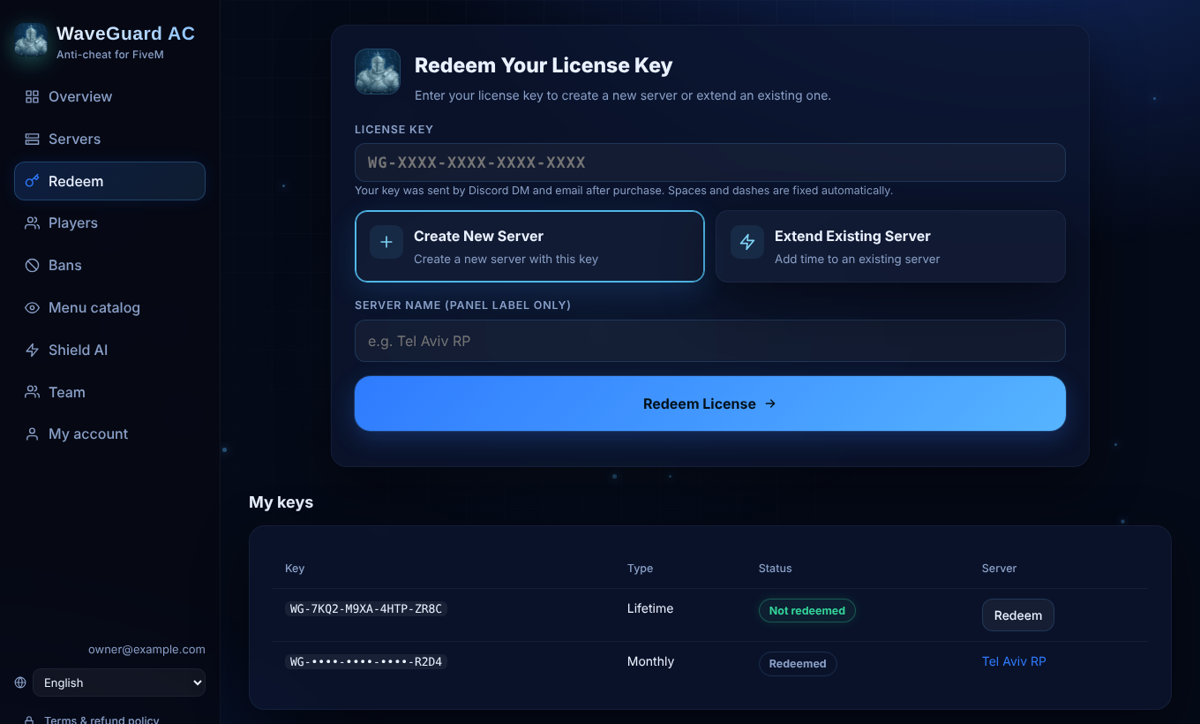 WaveGuard AC
Anti-cheat for FiveM
Overview
Servers
Redeem
Players
Bans
Menu catalog
Shield AI
Team
My account
owner@example.com
English
Terms & refund policy
Redeem Your License Key
Enter your license key to create a new server or extend an existing one.
LICENSE KEY
WG-XXXX-XXXX-XXXX-XXXX
Your key was sent by Discord DM and email after purchase. Spaces and dashes are fixed automatically.
Create New Server
Create a new server with this key
Extend Existing Server
Add time to an existing server
SERVER NAME (PANEL LABEL ONLY)
e.g. Tel Aviv RP
Redeem License →
My keys
Key Type Status Server
WG-7KQ2-M9XA-4HTP-ZR8C Lifetime Not redeemed Redeem
WG-••••-••••-••••-R2D4 Monthly Redeemed Tel Aviv RP